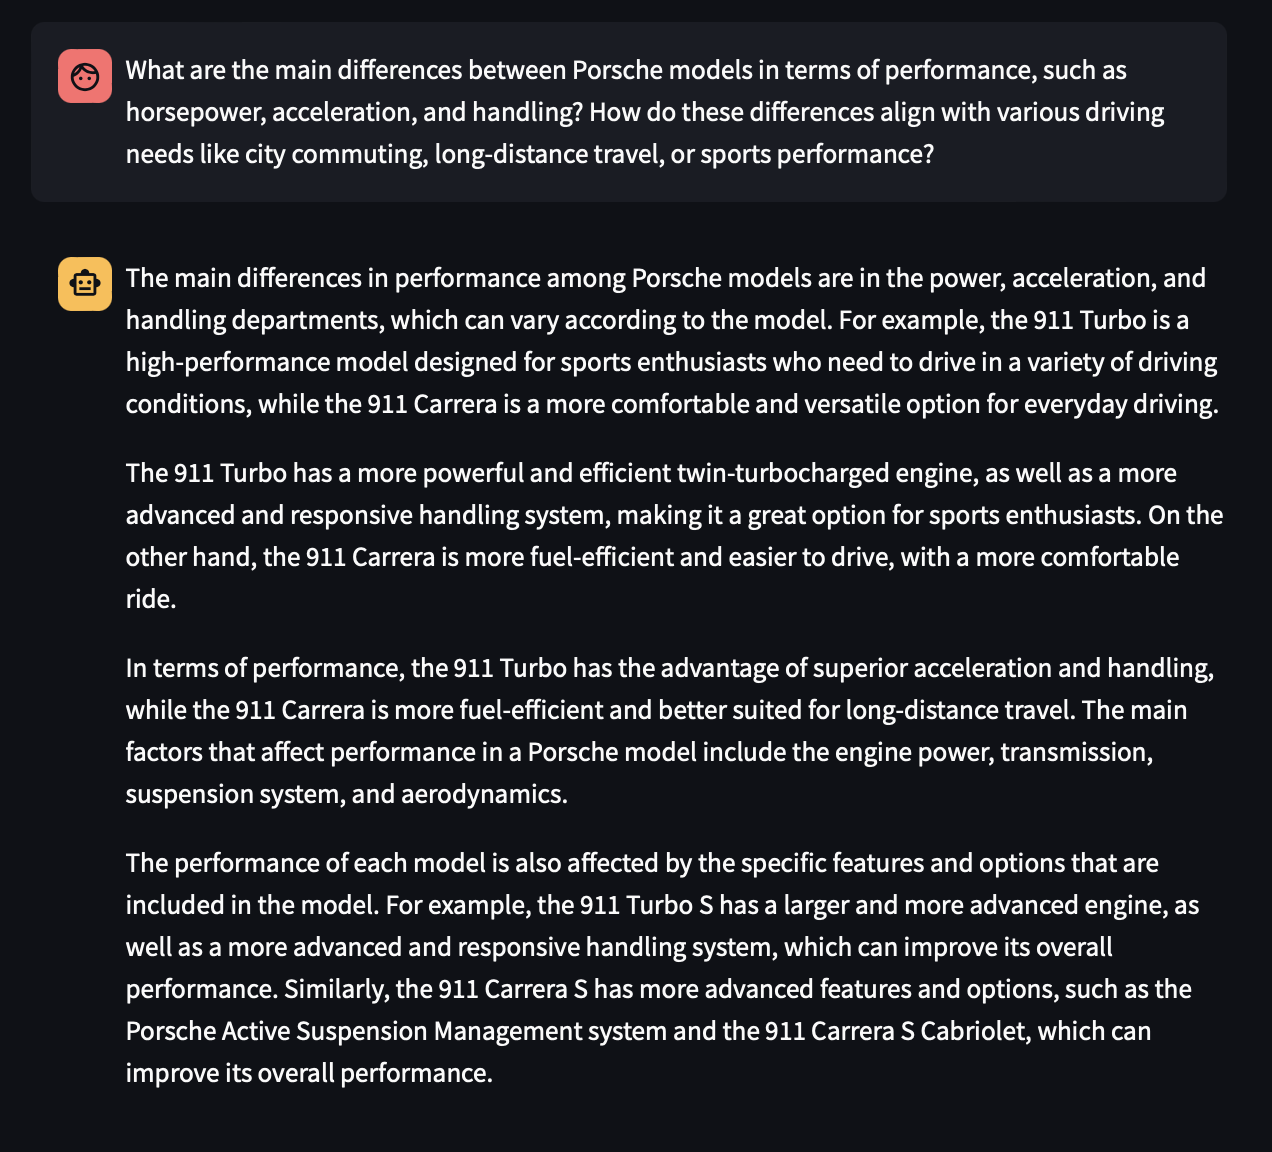 What are the main differences between Porsche models in terms of performance, such as
horsepower, acceleration, and handling? How do these differences align with various driving
needs like city commuting, long-distance travel, or sports performance?
The main differences in performance among Porsche models are in the power, acceleration, and
handling departments, which can vary according to the model. For example, the 911 Turbo is a
high-performance model designed for sports enthusiasts who need to drive in a variety of driving
conditions, while the 911 Carrera is a more comfortable and versatile option for everyday driving.
The 911 Turbo has a more powerful and efficient twin-turbocharged engine, as well as a more
advanced and responsive handling system, making it a great option for sports enthusiasts. On the
other hand, the 911 Carrera is more fuel-efficient and easier to drive, with a more comfortable
ride.
In terms of performance, the 911 Turbo has the advantage of superior acceleration and handling,
while the 911 Carrera is more fuel-efficient and better suited for long-distance travel. The main
factors that affect performance in a Porsche model include the engine power, transmission,
suspension system, and aerodynamics.
The performance of each model is also affected by the specific features and options that are
included in the model. For example, the 911 Turbo S has a larger and more advanced engine, as
well as a more advanced and responsive handling system, which can improve its overall
performance. Similarly, the 911 Carrera S has more advanced features and options, such as the
Porsche Active Suspension Management system and the 911 Carrera S Cabriolet, which can
improve its overall performance.